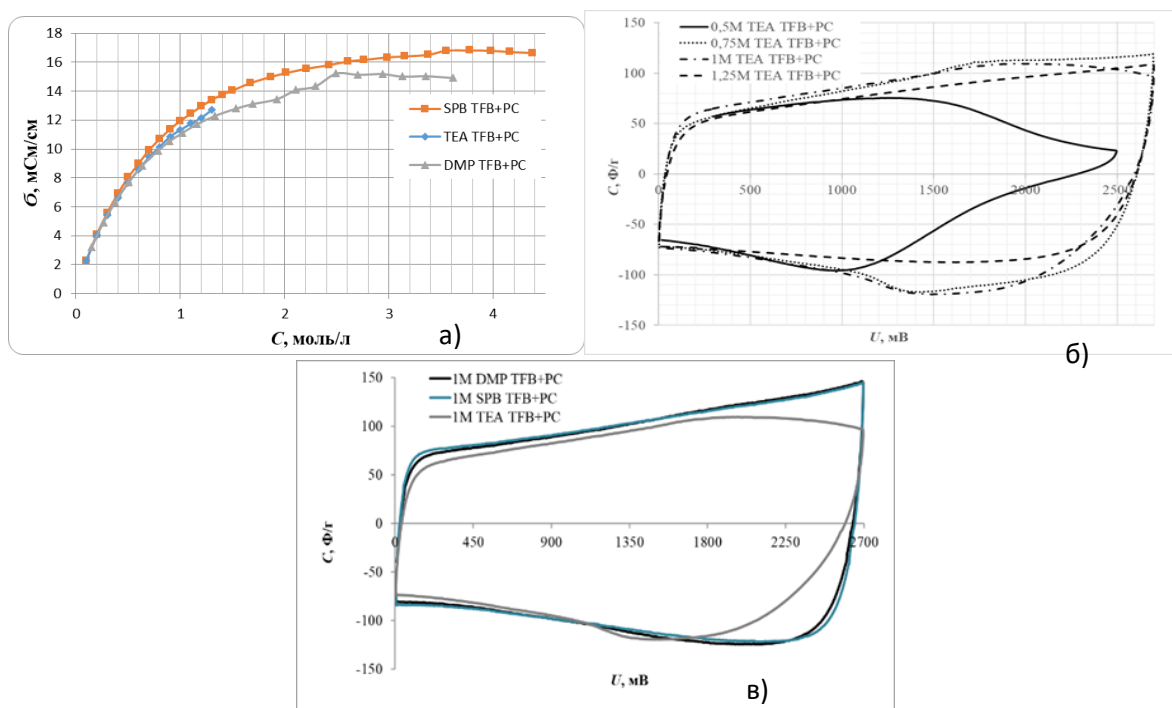 18
16
14
12
10
8
6
4
2
0
Ϭ, мСм/см
SPB TFB+PC
TEA TFB+PC
DMP TFB+PC
0 1 2 3 4
C, моль/л
а)
150
100
50
0
-50
-100
-150
C, Ф/г
0,5M TEA TFB+PC
0,75M TEA TFB+PC
1M TEA TFB+PC
1,25M TEA TFB+PC
0 500 1000 1500 2000 2500
U, мВ
б)
150
100
50
0
-50
-100
-150
C, Ф/г
1M DMP TFB+PC
1M SPB TFB+PC
1M TEA TFB+PC
0 450 900 1350 1800 2250 2700
U, мВ
в)